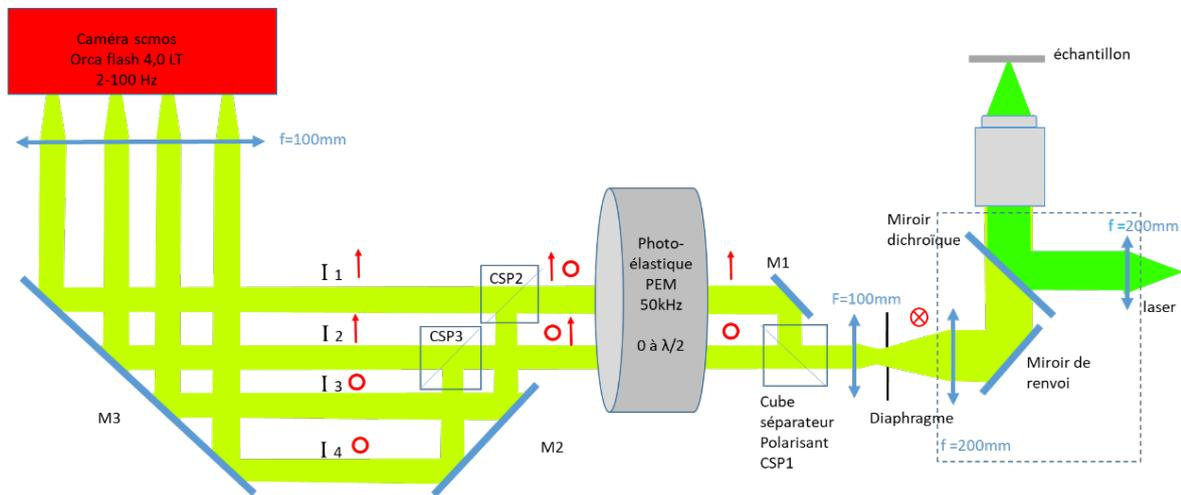 Caméra scmos
Orca flash 4,0 LT
2-100 Hz
f=100mm
échantillon
Miroir
dichroïque
f =200mm
laser
Photo-
élastique
PEM
50kHz
0 à λ/2
M1
F=100mm
CSP2
I 1
CSP3
I 2
I 3
I 4
M3
M2
Cube
séparateur
Polarisant
CSP1
Diaphragme
Miroir de
renvoi
f =200mm